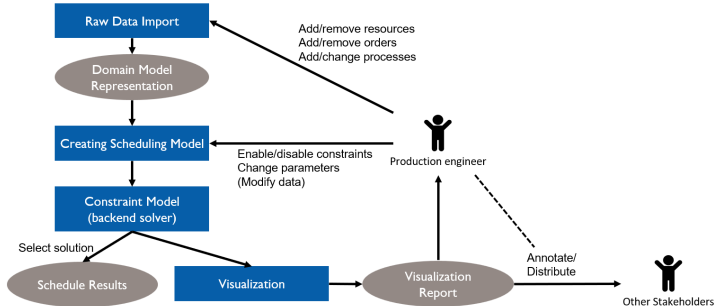 Raw Data Import
Add/remove resources
Add/remove orders
Add/change processes
Domain Model
Representation
Creating Scheduling Model
Enable/disable constraints
Change parameters
(Modify data)
Production engineer
Constraint Model
(backend solver)
Select solution
Schedule Results
Visualization
Visualization
Report
Annotate/
Distribute
Other Stakeholders